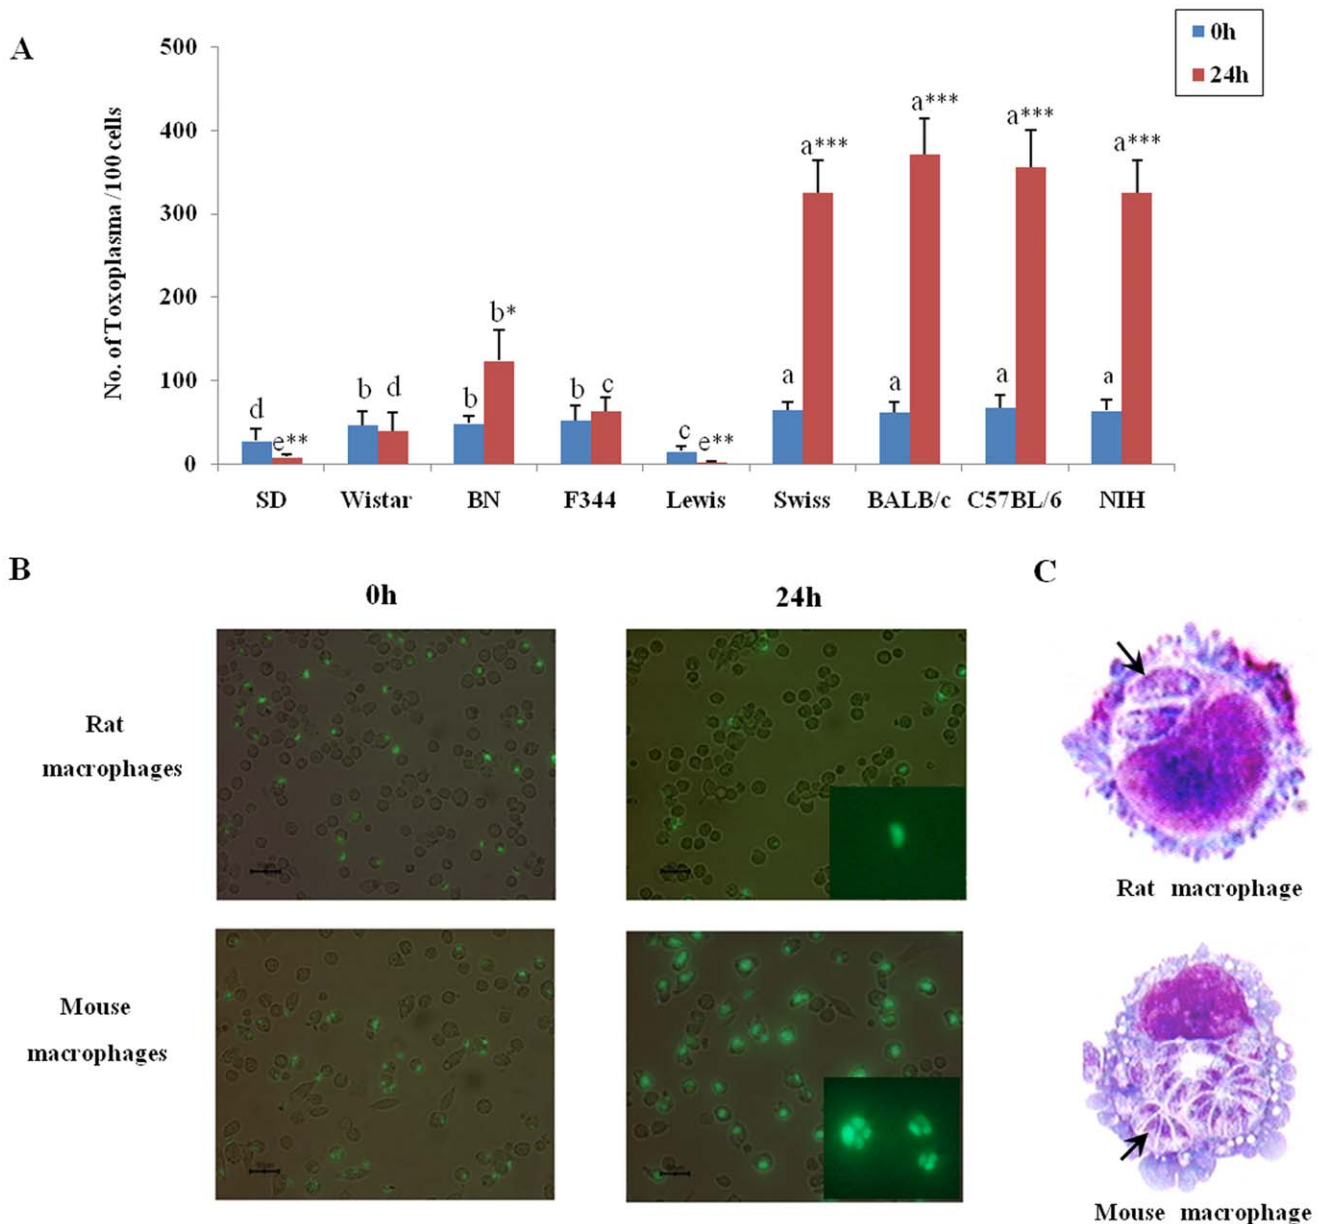 A
0h
24h
No. of Toxoplasma /100 cells
500
400
300
200
100
0
d
e**
b
d
b
b*
b
c
c
e**
a
a***
a
a***
a
a***
a
a***
SD
Wistar
BN
F344
Lewis
Swiss
BALB/c
C57BL/6
NIH
B
0h
24h
Rat
macrophages
Mouse
macrophages
C
Rat macrophage
Mouse macrophage